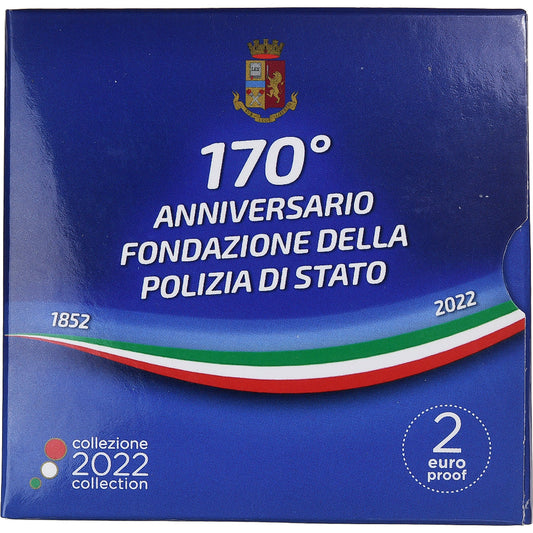 170°
ANNIVERSARIO
FONDAZIONE DELLA
POLIZIA DI STATO
1852
2022
collezione
2022
collection
2
euro
proof